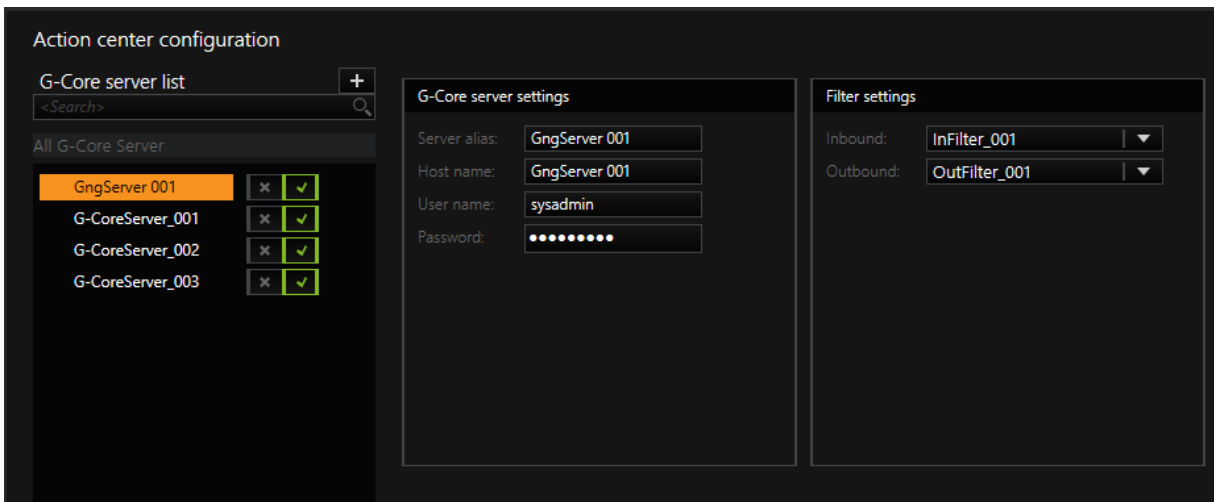 Action center configuration
G-Core server list
+
<Search>
All G-Core Server
GngServer 001
G-CoreServer_001
G-CoreServer_002
G-CoreServer_003
G-Core server settings
Server alias: GngServer 001
Host name: GngServer 001
User name: sysadmin
Password: •••••••••
Filter settings
Inbound: InFilter_001
Outbound: OutFilter_001